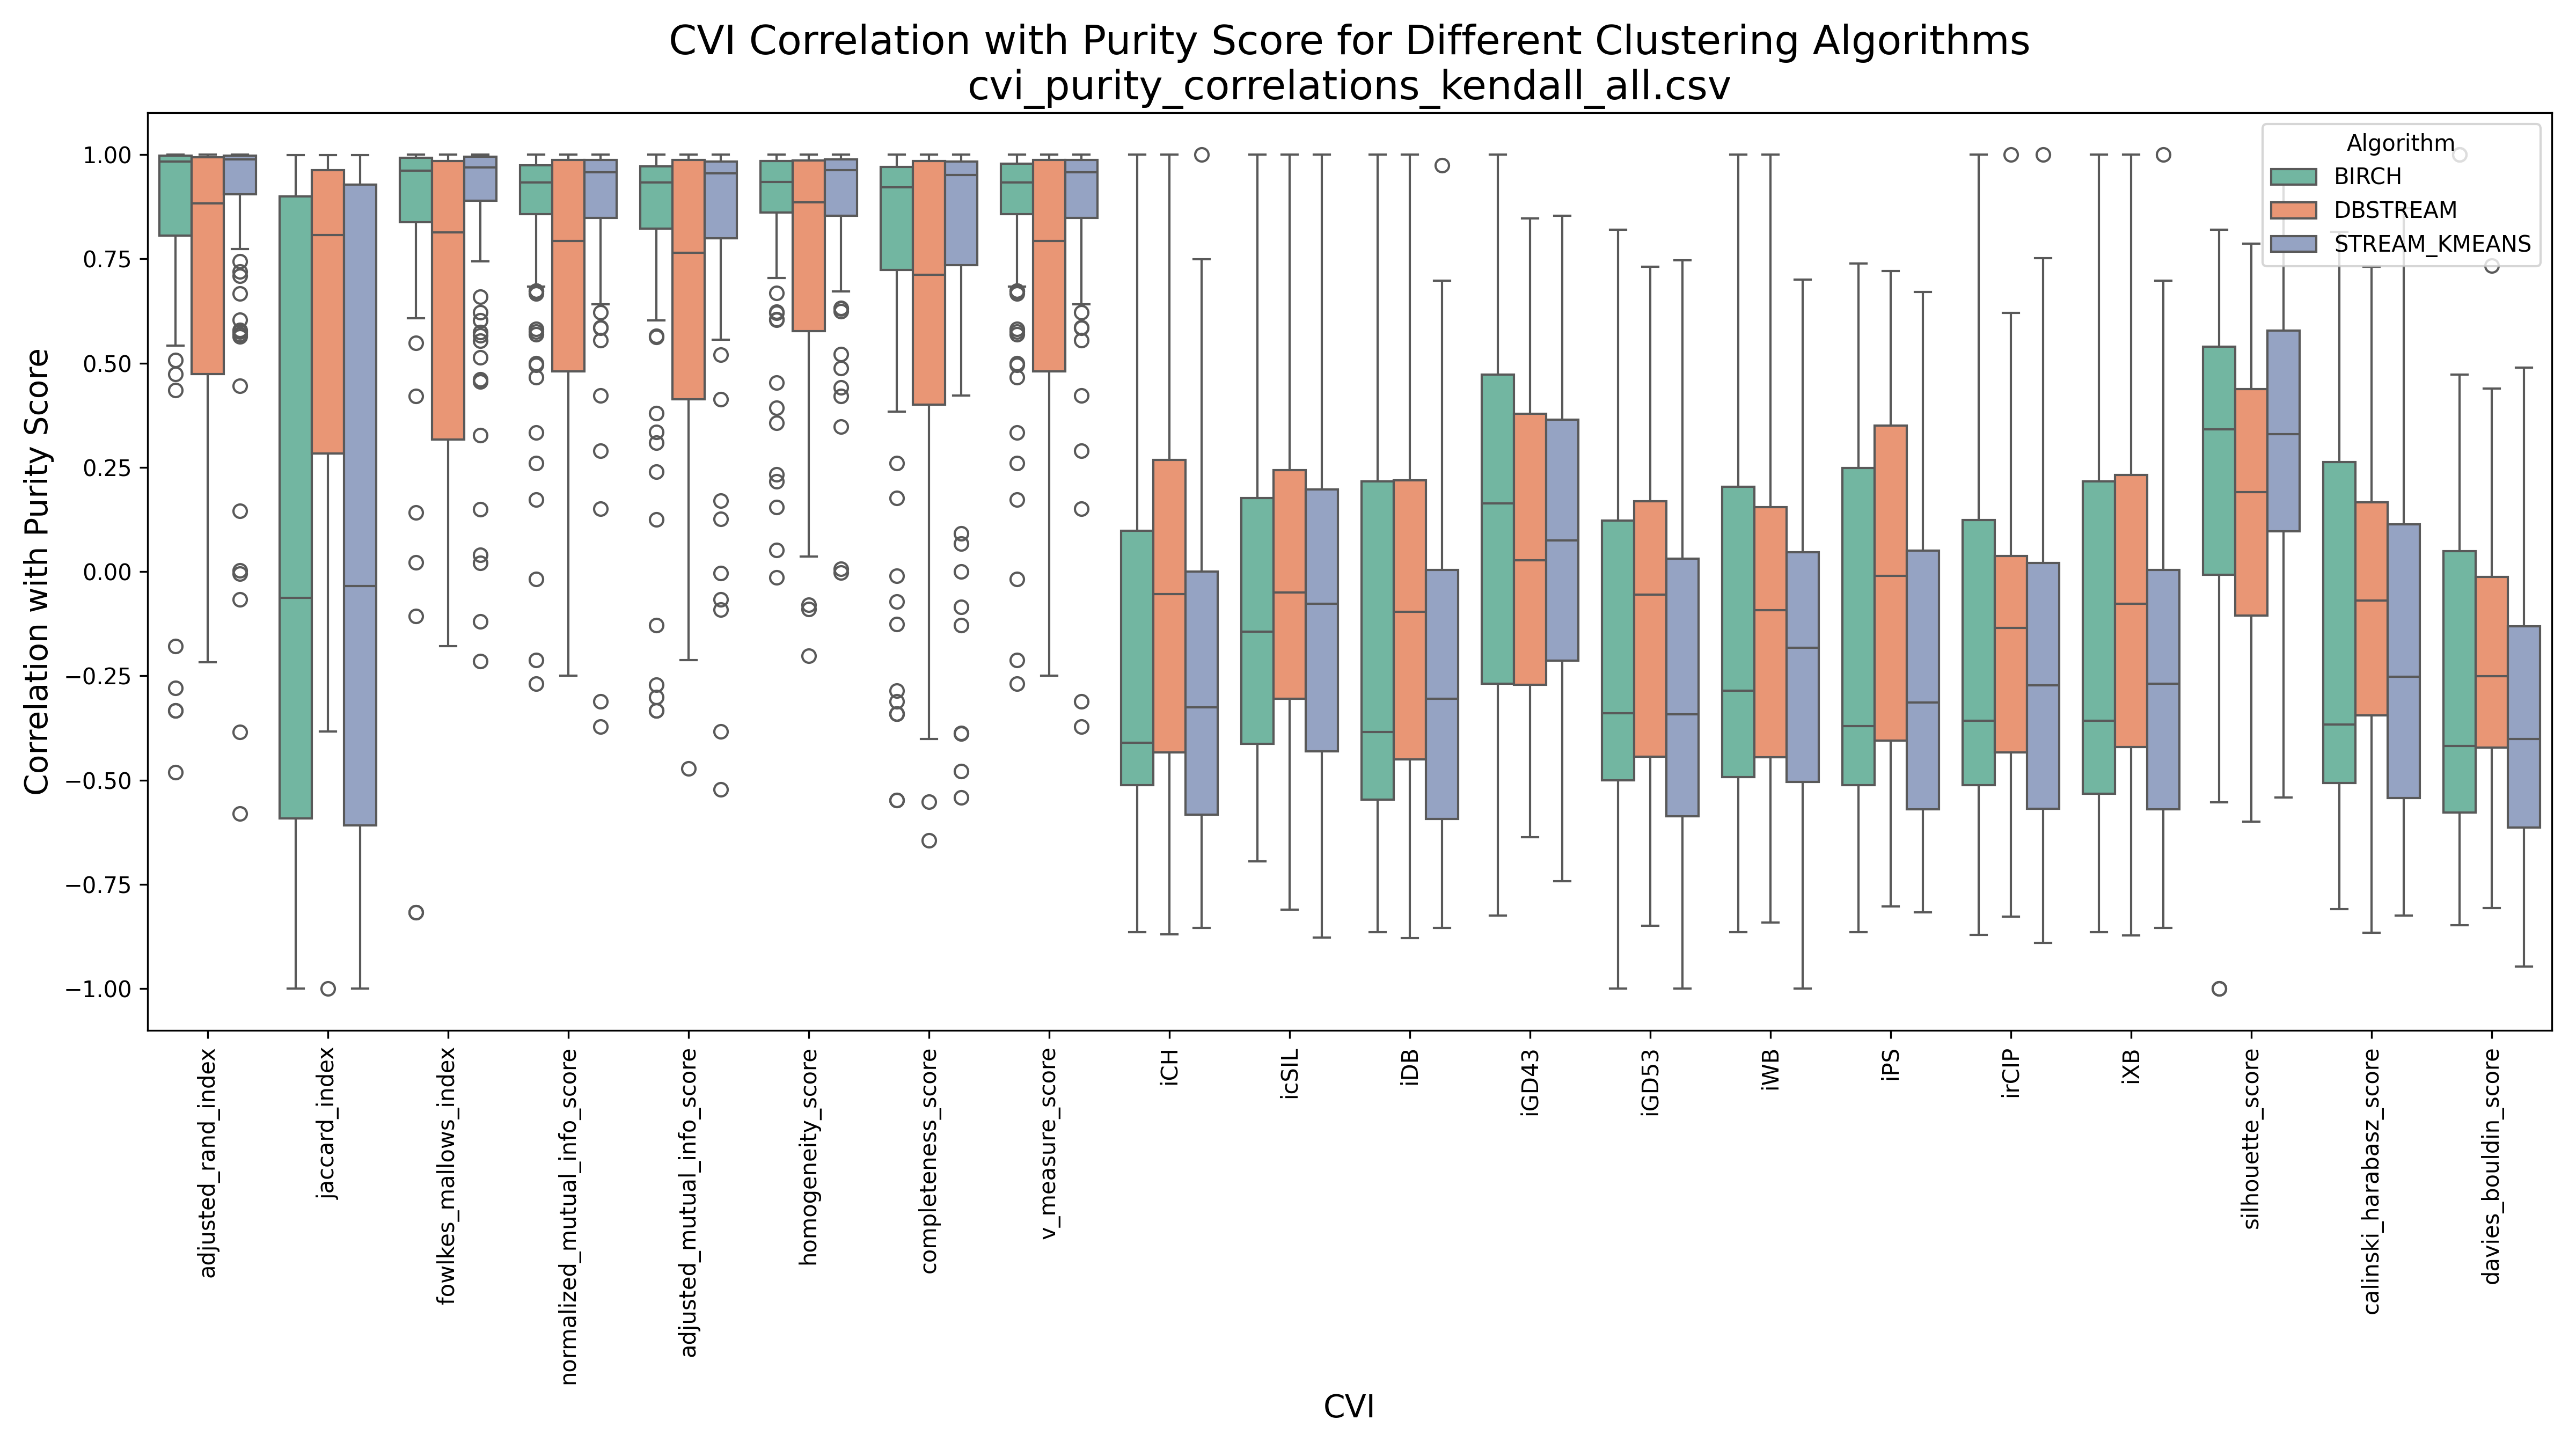 CVI Correlation with Purity Score for Different Clustering Algorithms
cvi_purity_correlations_kendall_all.csv
Correlation with Purity Score
1.00
0.75
0.50
0.25
0.00
−0.25
−0.50
−0.75
−1.00
Algorithm
BIRCH
DBSTREAM
STREAM_KMEANS
adjusted_rand_index
jaccard_index
fowlkes_mallows_index
normalized_mutual_info_score
adjusted_mutual_info_score
homogeneity_score
completeness_score
v_measure_score
iCH
icSIL
iDB
iGD43
iGD53
iWB
iPS
irCIP
iXB
silhouette_score
calinski_harabasz_score
davies_bouldin_score
CVI